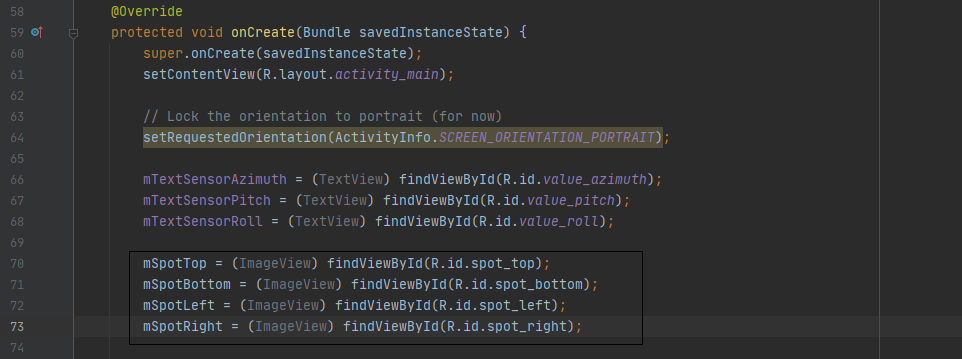 58 @Override
59 protected void onCreate(Bundle savedInstanceState) {
60 super.onCreate(savedInstanceState);
61 setContentView(R.layout.activity_main);
62
63 // Lock the orientation to portrait (for now)
64 setRequestedOrientation(ActivityInfo.SCREEN_ORIENTATION_PORTRAIT);
65
66 mTextSensorAzimuth = (TextView) findViewById(R.id.value_azimuth);
67 mTextSensorPitch = (TextView) findViewById(R.id.value_pitch);
68 mTextSensorRoll = (TextView) findViewById(R.id.value_roll);
69
70 mSpotTop = (ImageView) findViewById(R.id.spot_top);
71 mSpotBottom = (ImageView) findViewById(R.id.spot_bottom);
72 mSpotLeft = (ImageView) findViewById(R.id.spot_left);
73 mSpotRight = (ImageView) findViewById(R.id.spot_right);
74